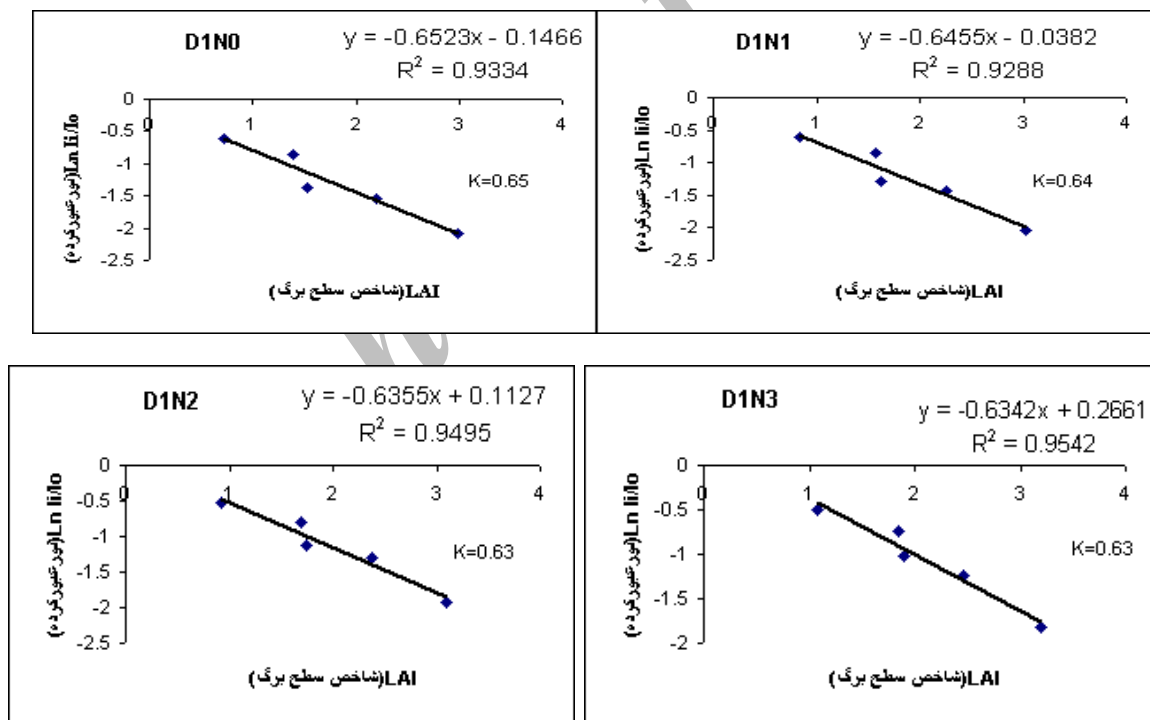 D1N0
y = -0.6523x - 0.1466
R² = 0.9334
0
-0.5
-1
-1.5
-2
-2.5
0 1 2 3 4
K=0.65
Ln Ii/Io(نور عبور کرده)
LAI(شاخص سطح برگ)
D1N1
y = -0.6455x - 0.0382
R² = 0.9288
0
-0.5
-1
-1.5
-2
-2.5
0 1 2 3 4
K=0.64
Ln Ii/Io(نور عبور کرده)
LAI(شاخص سطح برگ)
D1N2
y = -0.6355x + 0.1127
R² = 0.9495
0
-0.5
-1
-1.5
-2
-2.5
0 1 2 3 4
K=0.63
Ln Ii/Io(نور عبور کرده)
LAI(شاخص سطح برگ)
D1N3
y = -0.6342x + 0.2661
R² = 0.9542
0
-0.5
-1
-1.5
-2
0 1 2 3 4
K=0.63
Ln Ii/Io(نور عبور کرده)
LAI(شاخص سطح برگ)